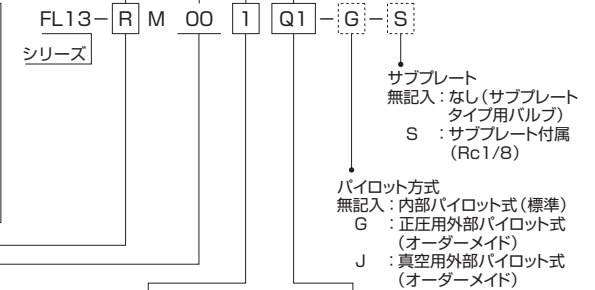 FL13－R M 00 1 Q1－G－S
シリーズ
サブプレート
無記入：なし（サブプレート
タイプ用バルブ）
S ：サブプレート付属
（Rc1/8）
パイロット方式
無記入：内部パイロット式（標準）
G ：正圧用外部パイロット式
（オーダーメイド）
J ：真空用外部パイロット式
（オーダーメイド）